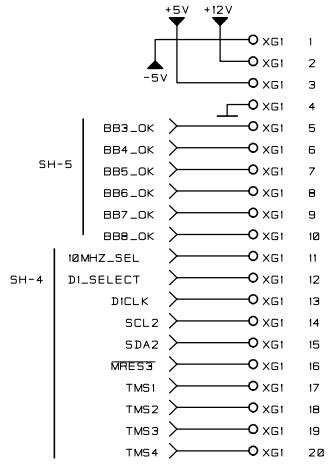 +5V +12V
XG1 1
XG1 2
-5V
XG1 3
XG1 4
BB3_OK XG1 5
BB4_OK XG1 6
SH-5
BB5_OK XG1 7
BB6_OK XG1 8
BB7_OK XG1 9
BB8_OK XG1 10
10MHZ_SEL XG1 11
SH-4 D1_SELECT XG1 12
D1CLK XG1 13
SCL2 XG1 14
SDA2 XG1 15
MRES3 XG1 16
TMS1 XG1 17
TMS2 XG1 18
TMS3 XG1 19
TMS4 XG1 20